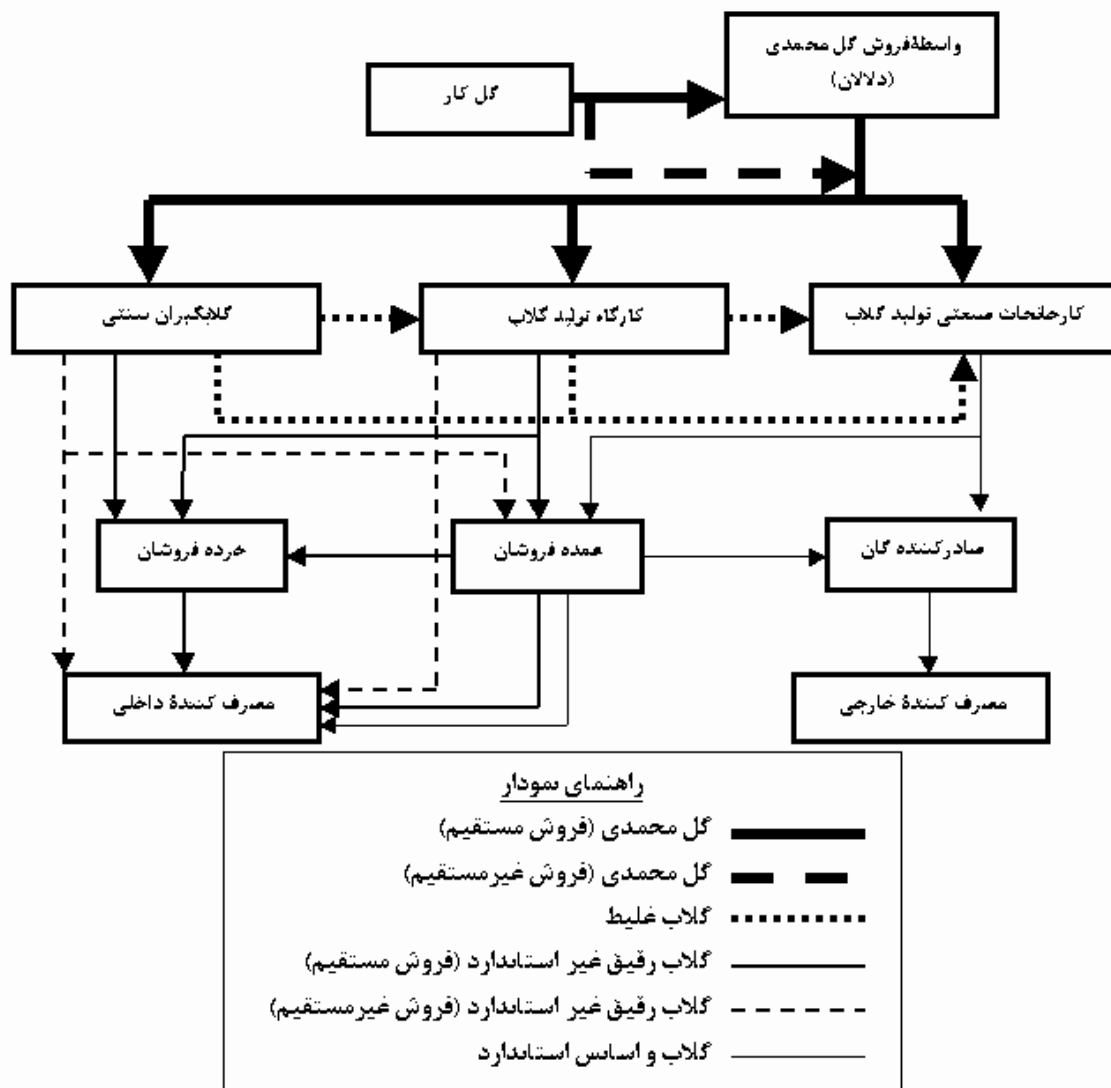 واسطهٔ فروش گل محمدی
(دلالان)
گل کار
کارخانجات صنعتی تولید گلاب
کارگاه تولید گلاب
گلابگیران سنتی
صادرکننده گان
عمده فروشان
خرده فروشان
مصرف کنندهٔ خارجی
مصرف کنندهٔ داخلی
راهنمای نمودار
گل محمدی (فروش مستقیم)
گل محمدی (فروش غیرمستقیم)
گلاب غلیظ
گلاب رقیق غیر استاندارد (فروش مستقیم)
گلاب رقیق غیر استاندارد (فروش غیرمستقیم)
گلاب و اسانس استاندارد